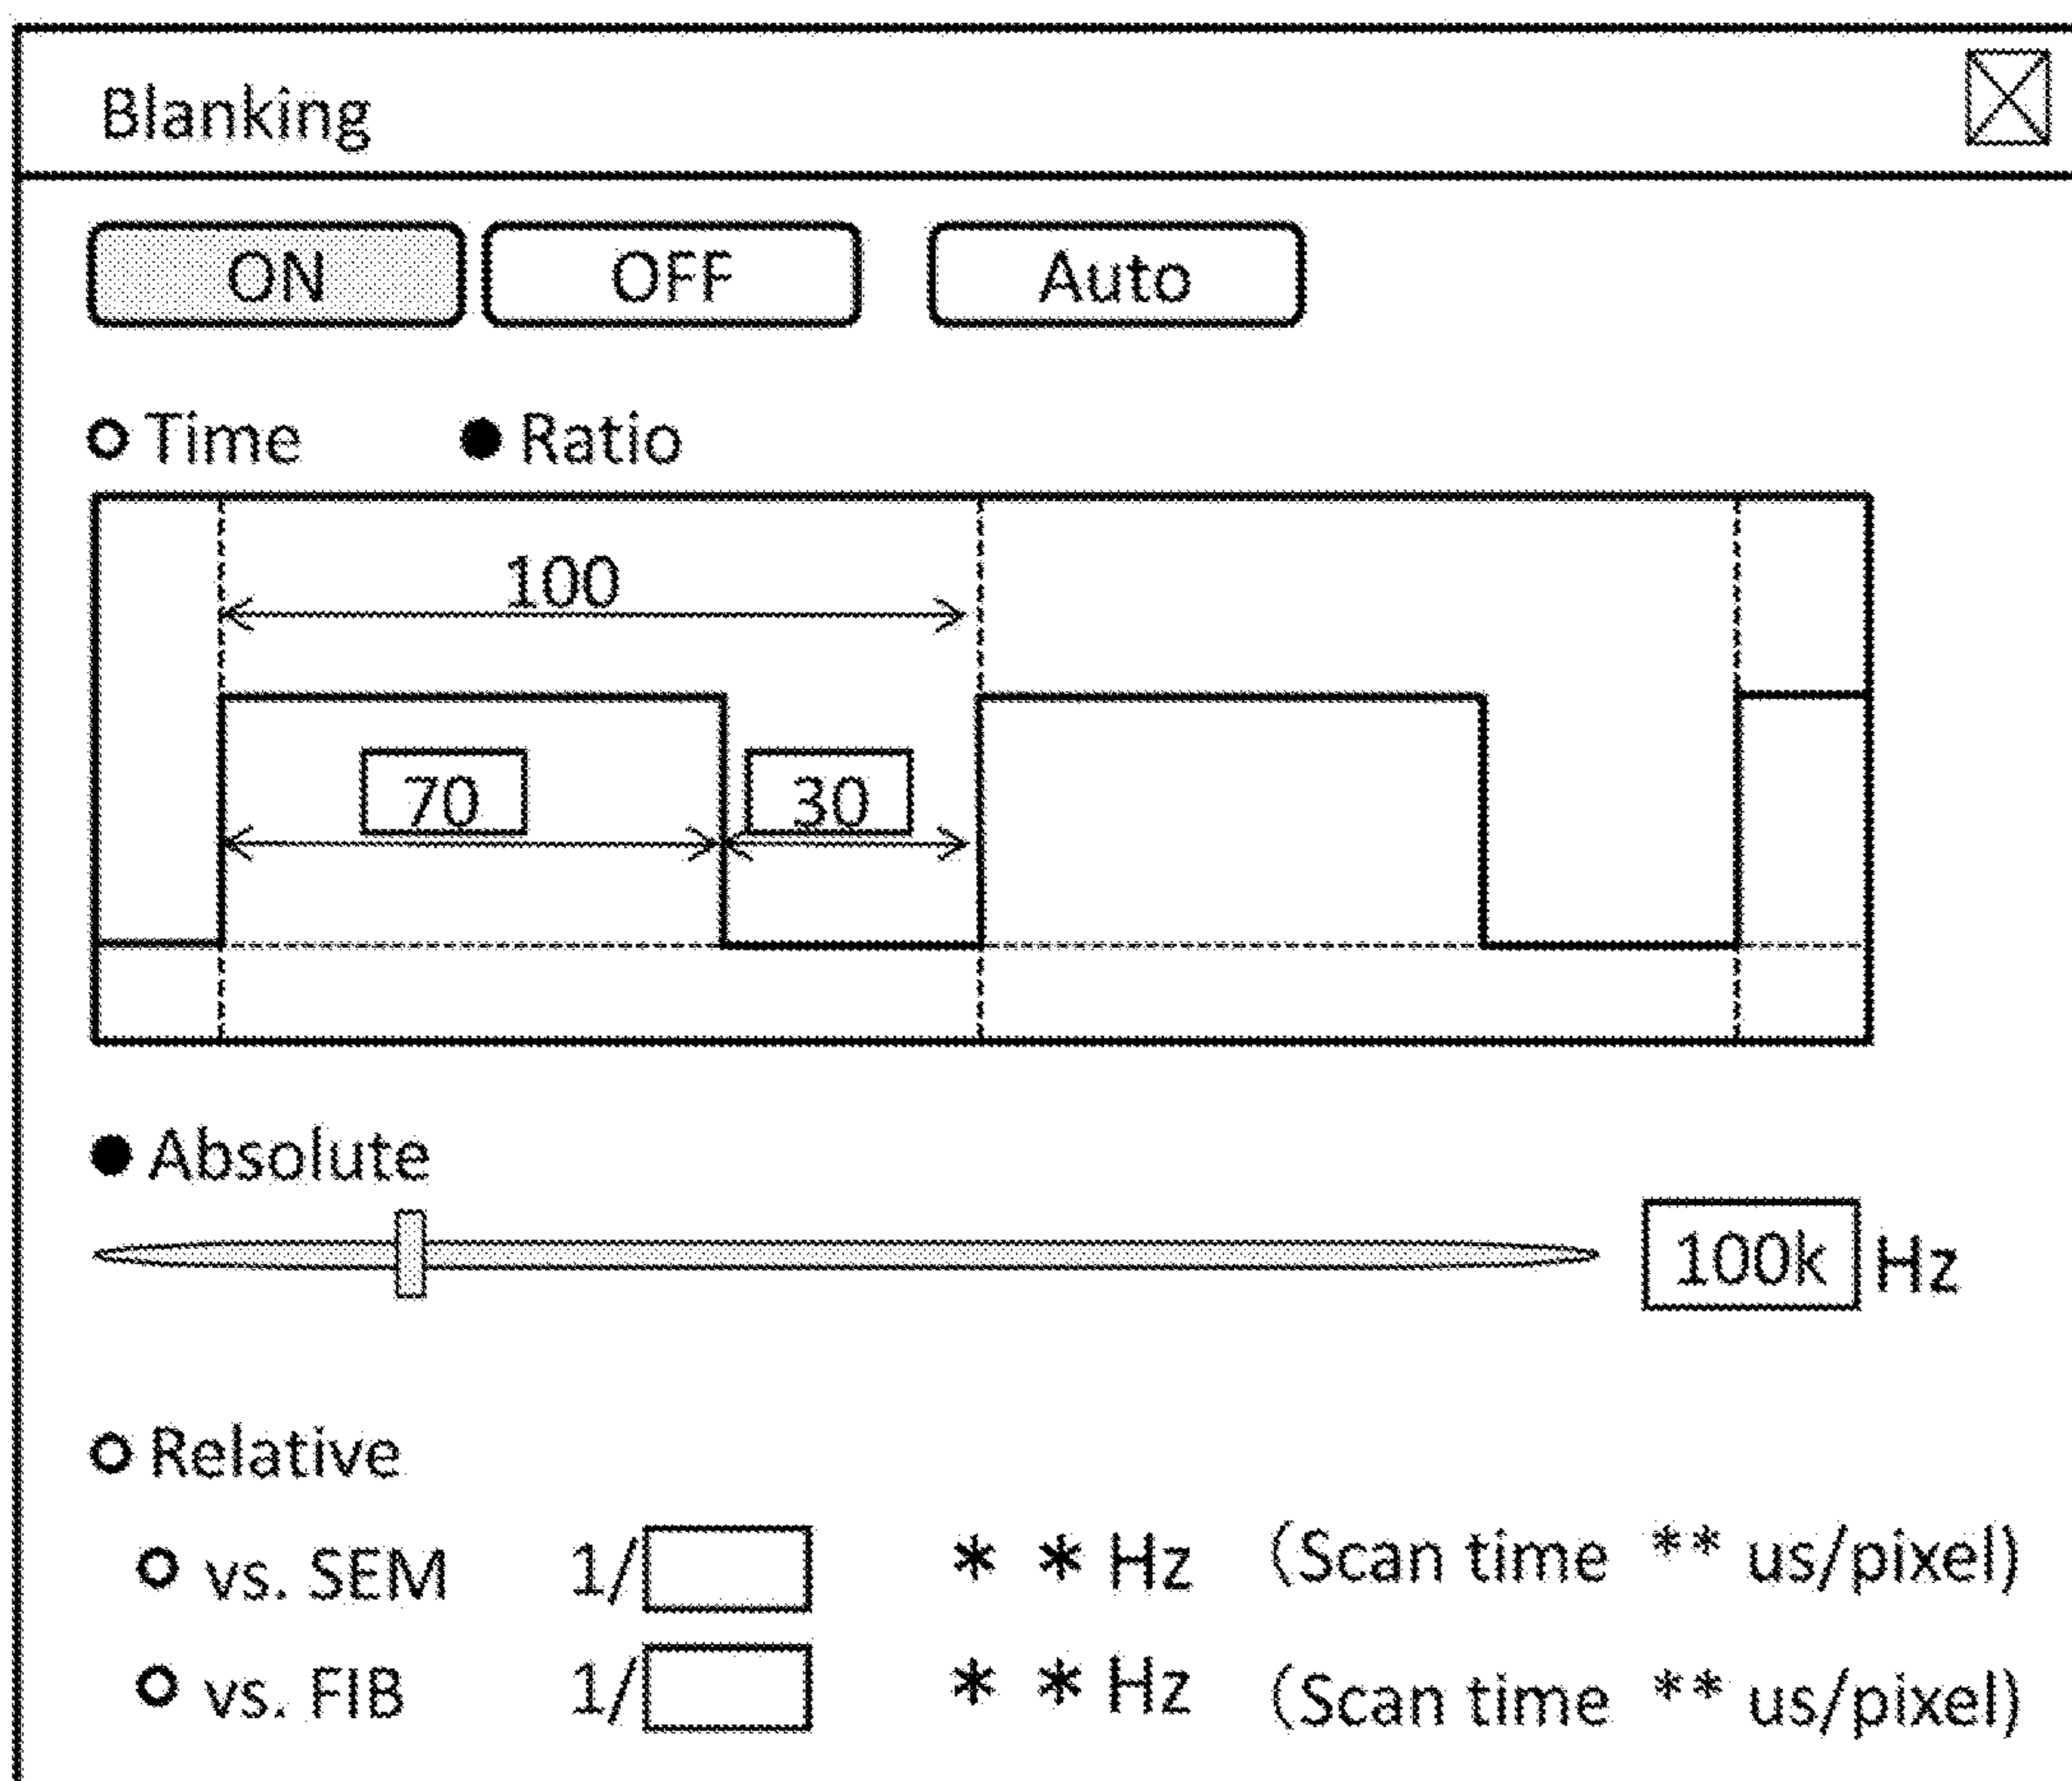 Blanking
ON OFF Auto
Time Ratio
100
70 30
Absolute
100k Hz
Relative
vs. SEM 1/ * * Hz (Scan time ** us/pixel)
vs. FIB 1/ * * Hz (Scan time ** us/pixel)